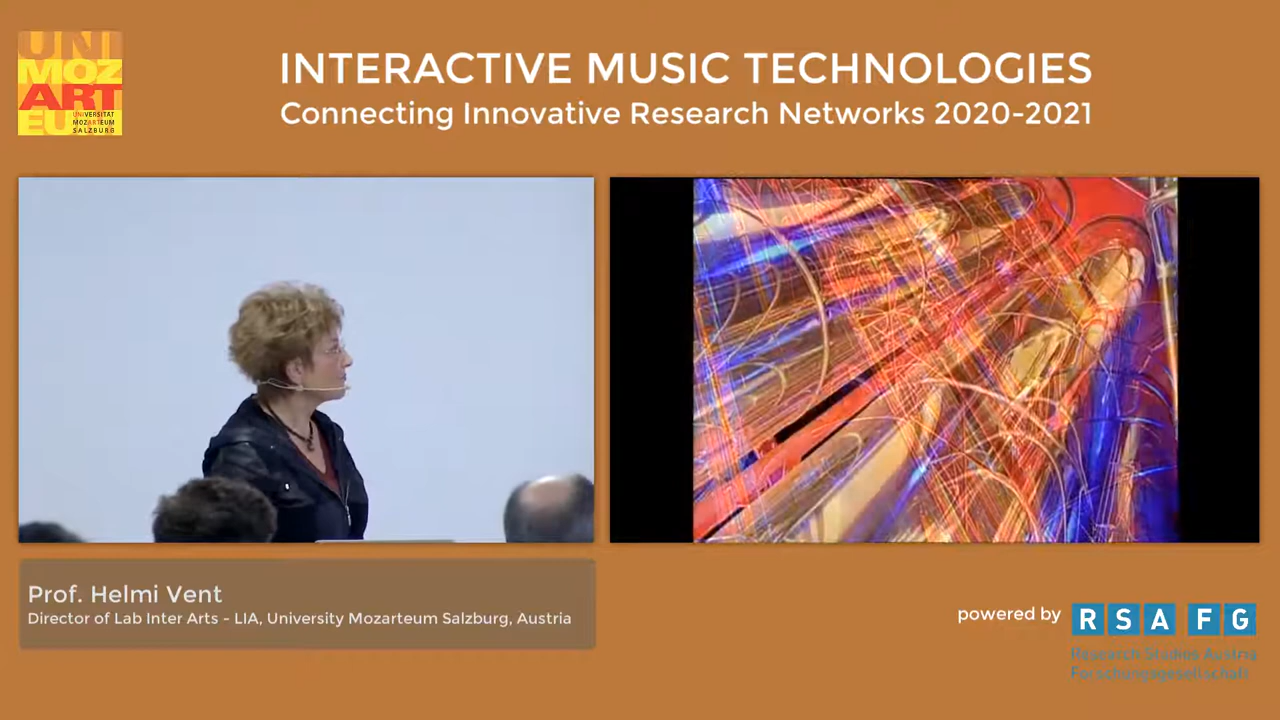 UNI
MOZ
ART
EU
UNIVERSITÄT
MOZARTEUM
SALZBURG
INTERACTIVE MUSIC TECHNOLOGIES
Connecting Innovative Research Networks 2020-2021
Prof. Helmi Vent
Director of Lab Inter Arts - LIA, University Mozarteum Salzburg, Austria
powered by RSA FG
Research Studios Austria
Forschungsgesellschaft